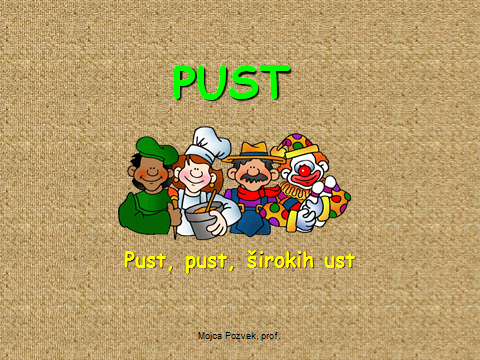 PUST
Pust, pust, širokih ust
Mojca Pozvek, prof.